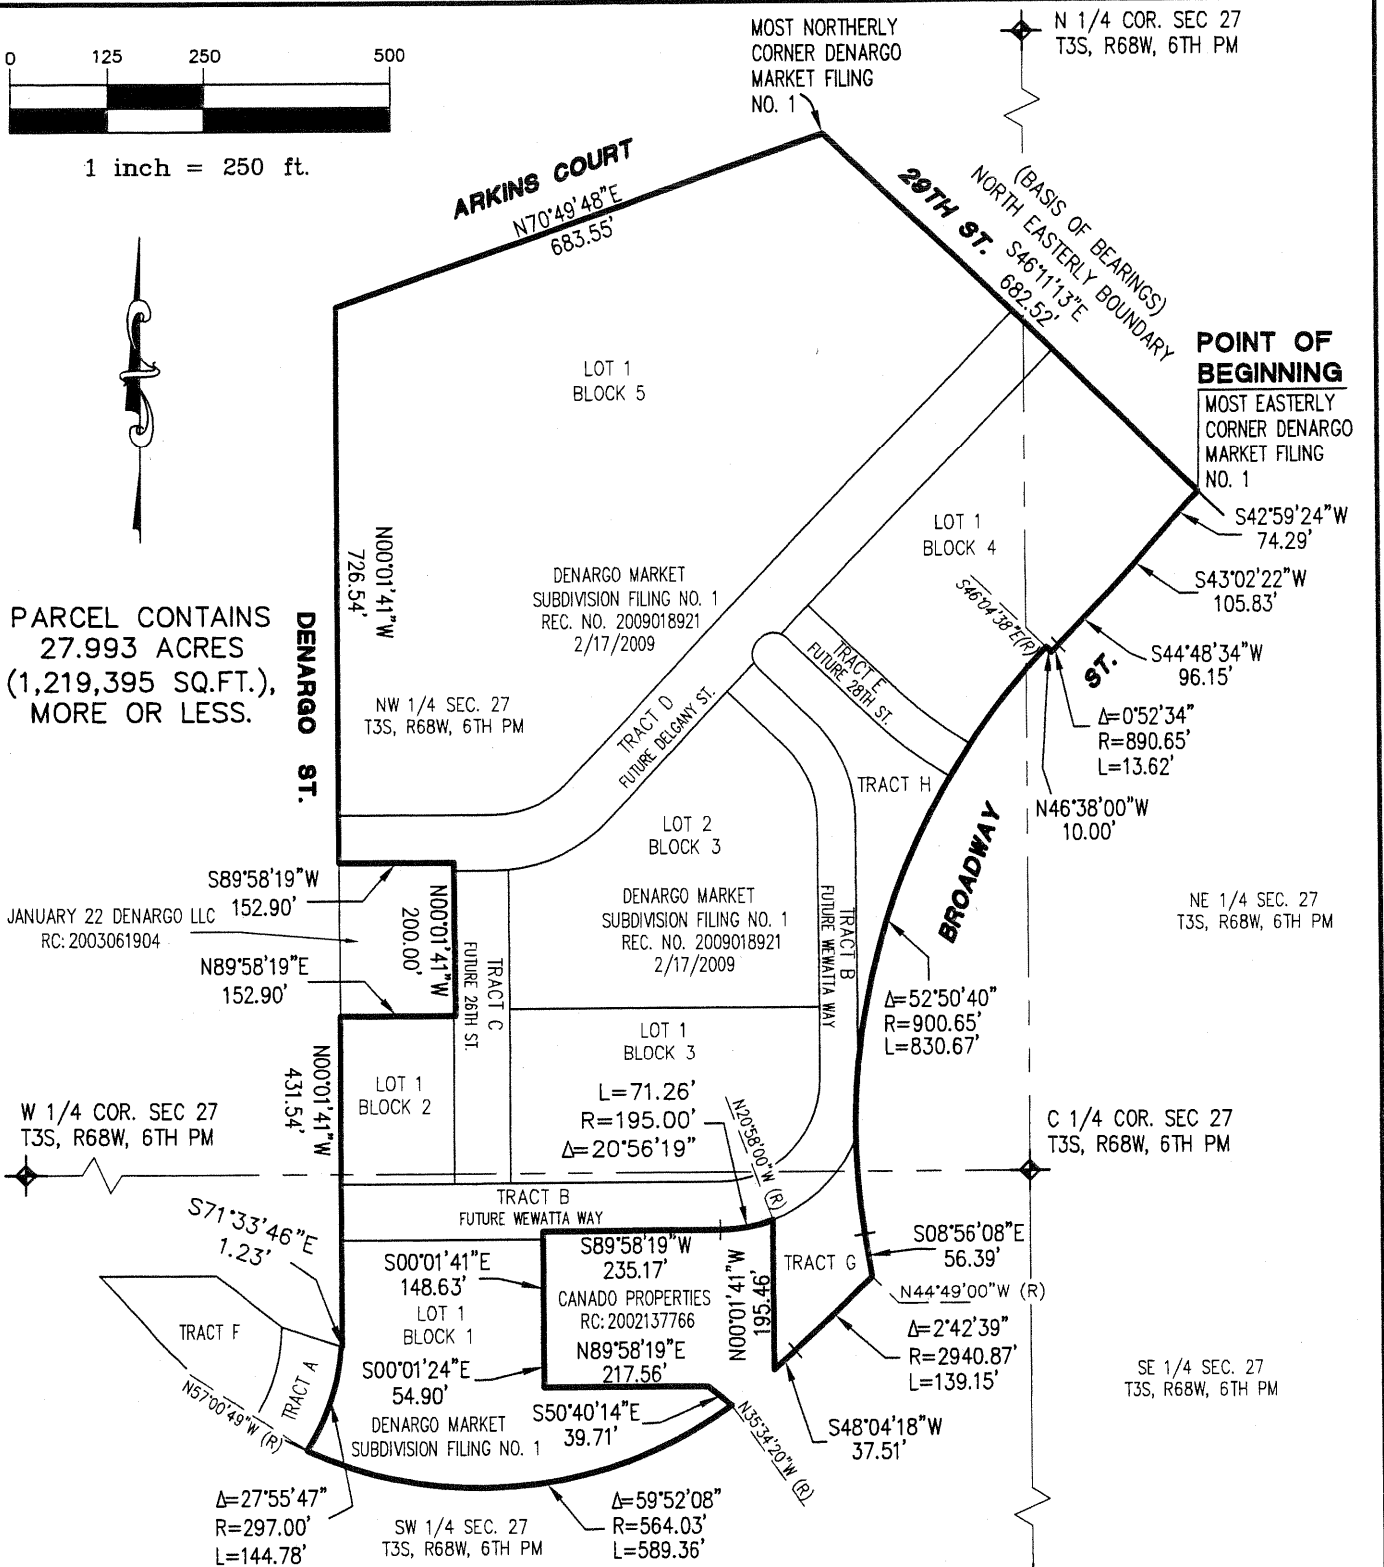 0 125 250 500
1 inch = 250 ft.
MOST NORTHERLY
CORNER DENARGO
MARKET FILING
NO. 1
N 1/4 COR. SEC 27
T3S, R68W, 6TH PM
ARKINS COURT
N70°49'48"E
683.55'
29TH ST.
(BASIS OF BEARINGS)
NORTH EASTERLY BOUNDARY
S46°11'13"E
682.52'
POINT OF
BEGINNING
MOST EASTERLY
CORNER DENARGO
MARKET FILING
NO. 1
LOT 1
BLOCK 5
LOT 1
BLOCK 4
S42°59'24"W
74.29'
S43°02'22"W
105.83'
S44°48'34"W
96.15'
S46°04'38"E(R)
ST.
Δ=0°52'34"
R=890.65'
L=13.62'
N46°38'00"W
10.00'
N00°01'41"W
726.54'
DENARGO MARKET
SUBDIVISION FILING NO. 1
REC. NO. 2009018921
2/17/2009
PARCEL CONTAINS
27.993 ACRES
(1,219,395 SQ.FT.),
MORE OR LESS.
DENARGO ST.
NW 1/4 SEC. 27
T3S, R68W, 6TH PM
TRACT D
FUTURE DELGANY ST.
TRACT E
FUTURE 28TH ST.
TRACT H
BROADWAY
LOT 2
BLOCK 3
DENARGO MARKET
SUBDIVISION FILING NO. 1
REC. NO. 2009018921
2/17/2009
S89°58'19"W
152.90'
JANUARY 22 DENARGO LLC
RC: 2003061904
N89°58'19"E
152.90'
N00°01'41"W
200.00'
TRACT C
FUTURE 26TH ST.
TRACT B
FUTURE WEWATTA WAY
NE 1/4 SEC. 27
T3S, R68W, 6TH PM
Δ=52°50'40"
R=900.65'
L=830.67'
LOT 1
BLOCK 3
L=71.26'
R=195.00'
Δ=20°56'19"
N20°58'00"W (R)
LOT 1
BLOCK 2
N00°01'41"W
431.54'
W 1/4 COR. SEC 27
T3S, R68W, 6TH PM
C 1/4 COR. SEC 27
T3S, R68W, 6TH PM
TRACT B
FUTURE WEWATTA WAY
S71°33'46"E
1.23'
S00°01'41"E
148.63'
LOT 1
BLOCK 1
S00°01'24"E
54.90'
S89°58'19"W
235.17'
CANADO PROPERTIES
RC: 2002137766
N89°58'19"E
217.56'
N00°01'41"W
195.46'
TRACT G
S08°56'08"E
56.39'
N44°49'00"W (R)
Δ=2°42'39"
R=2940.87'
L=139.15'
S48°04'18"W
37.51'
SE 1/4 SEC. 27
T3S, R68W, 6TH PM
TRACT F
TRACT A
N57°00'49"W (R)
DENARGO MARKET
SUBDIVISION FILING NO. 1
S50°40'14"E
39.71'
N35°34'20"W (R)
Δ=27°55'47"
R=297.00'
L=144.78'
SW 1/4 SEC. 27
T3S, R68W, 6TH PM
Δ=59°52'08"
R=564.03'
L=589.36'